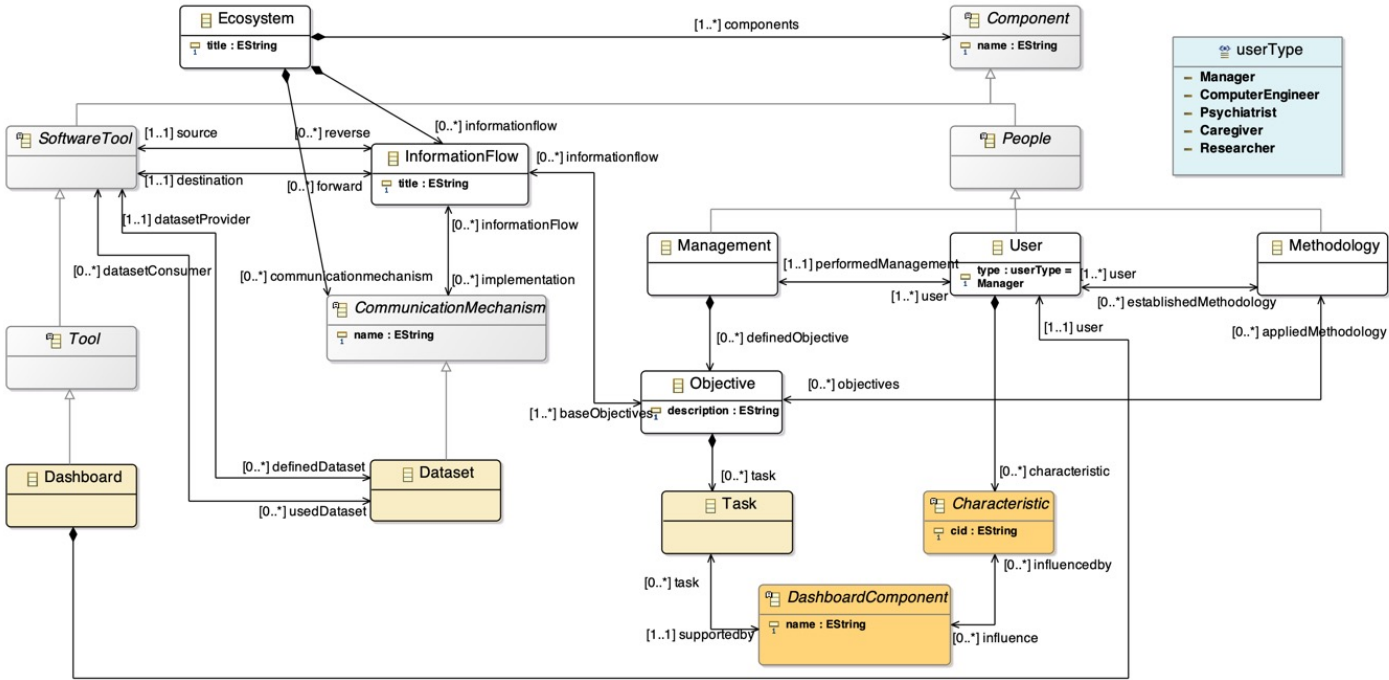 Ecosystem
title : EString
[1..*] components
Component
name : EString
userType
Manager
ComputerEngineer
Psychiatrist
Caregiver
Researcher
[0..*] informationflow
SoftwareTool
[1..1] source
[0..*] reverse
[1..1] destination
[0..*] forward
InformationFlow
title : EString
[0..*] informationflow
People
[1..1] datasetProvider
[0..*] datasetConsumer
[0..*] informationFlow
[0..*] communicationmechanism
[0..*] implementation
CommunicationMechanism
name : EString
Management
[1..1] performedManagement
[1..*] user
User
type : userType =
Manager
[1..*] user
[0..*] establishedMethodology
Methodology
[1..1] user
[0..*] appliedMethodology
Tool
[0..*] definedObjective
Objective
description : EString
[0..*] objectives
[1..*] baseObjectives
Dashboard
[0..*] definedDataset
[0..*] usedDataset
Dataset
[0..*] task
[0..*] characteristic
Task
Characteristic
cid : EString
[0..*] task
[0..*] influencedby
DashboardComponent
name : EString
[1..1] supportedby
[0..*] influence